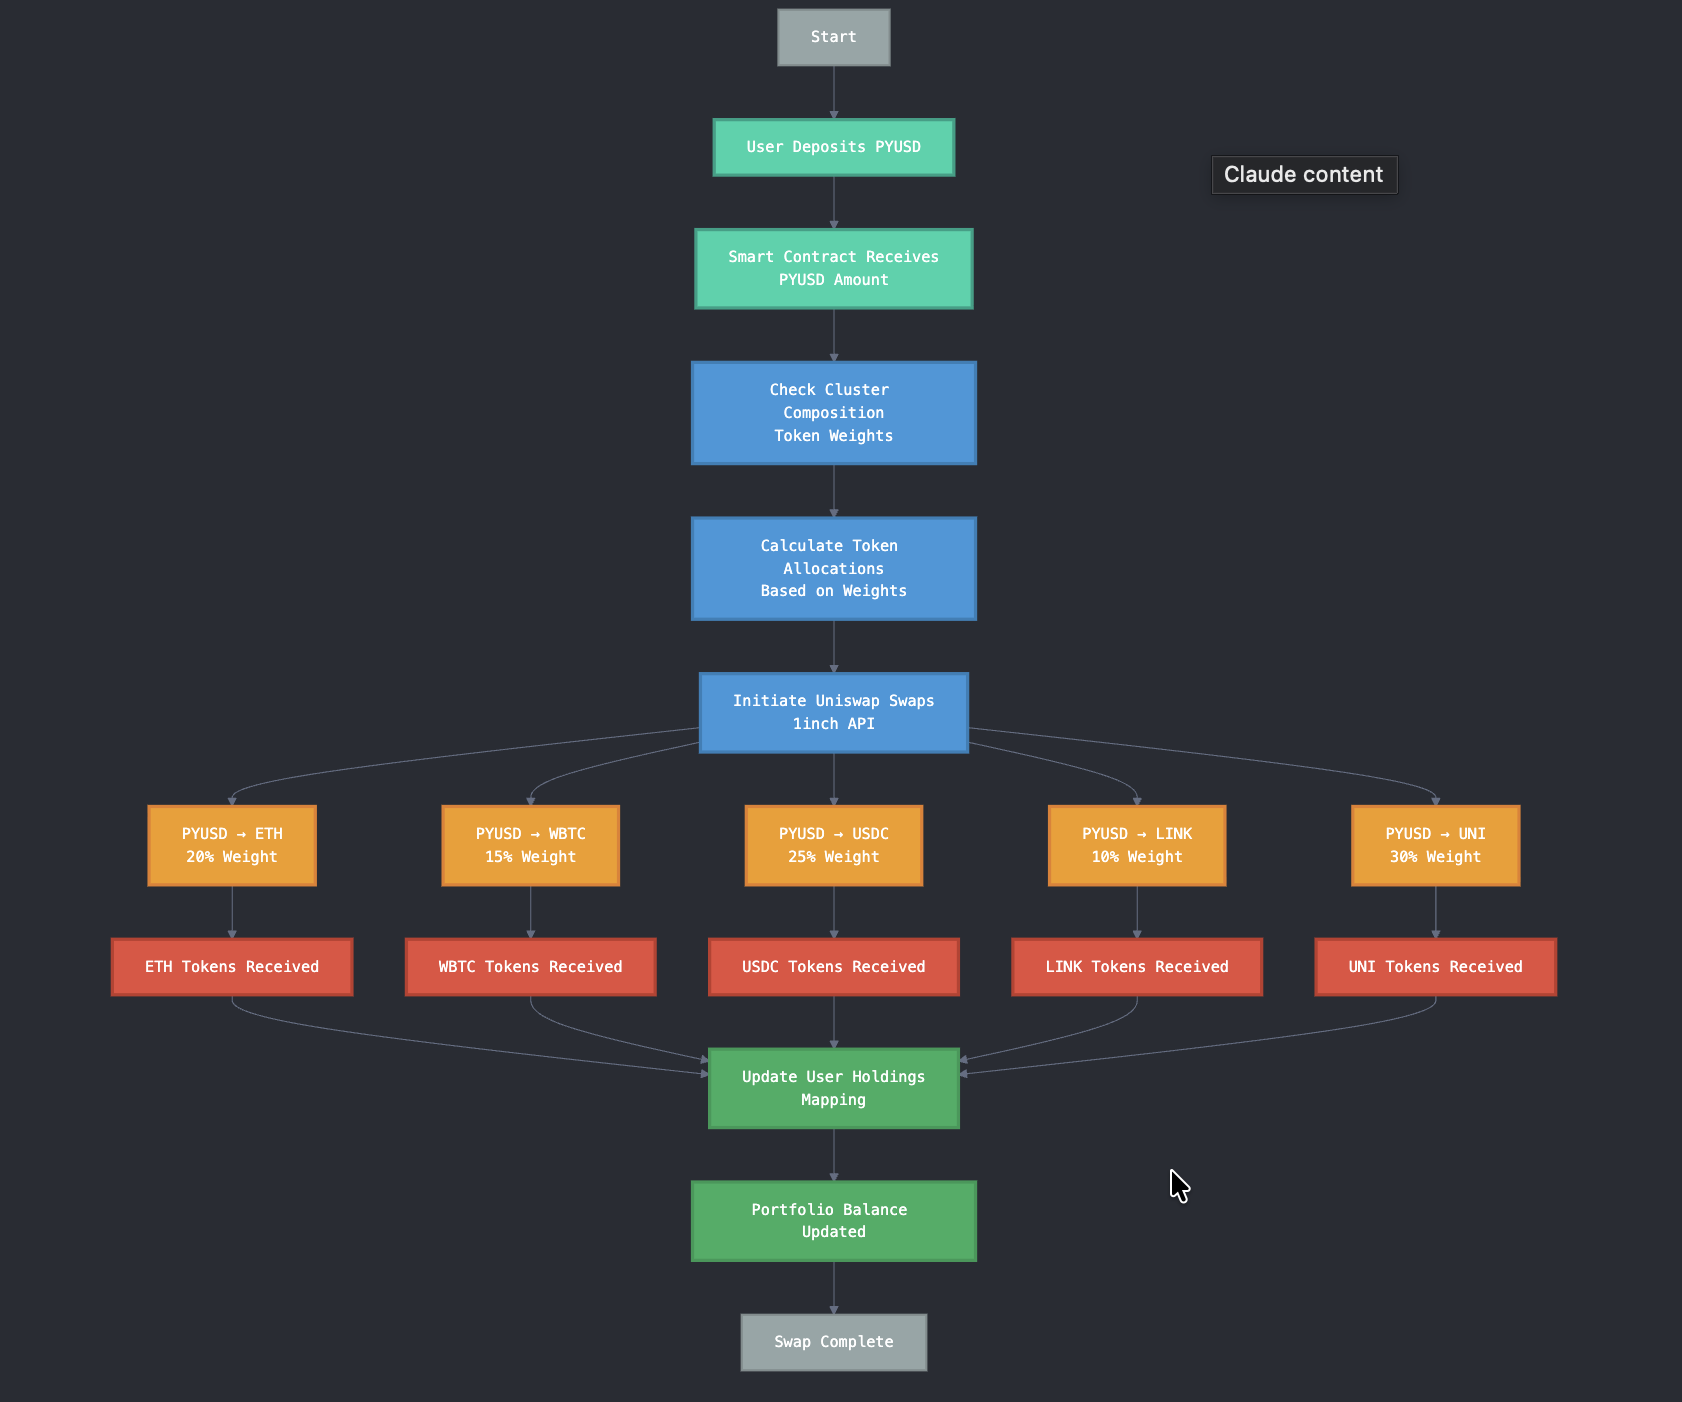 Start
User Deposits PYUSD
Claude content
Smart Contract Receives
PYUSD Amount
Check Cluster
Composition
Token Weights
Calculate Token
Allocations
Based on Weights
Initiate Uniswap Swaps
1inch API
PYUSD → ETH
20% Weight
PYUSD → WBTC
15% Weight
PYUSD → USDC
25% Weight
PYUSD → LINK
10% Weight
PYUSD → UNI
30% Weight
ETH Tokens Received
WBTC Tokens Received
USDC Tokens Received
LINK Tokens Received
UNI Tokens Received
Update User Holdings
Mapping
Portfolio Balance
Updated
Swap Complete